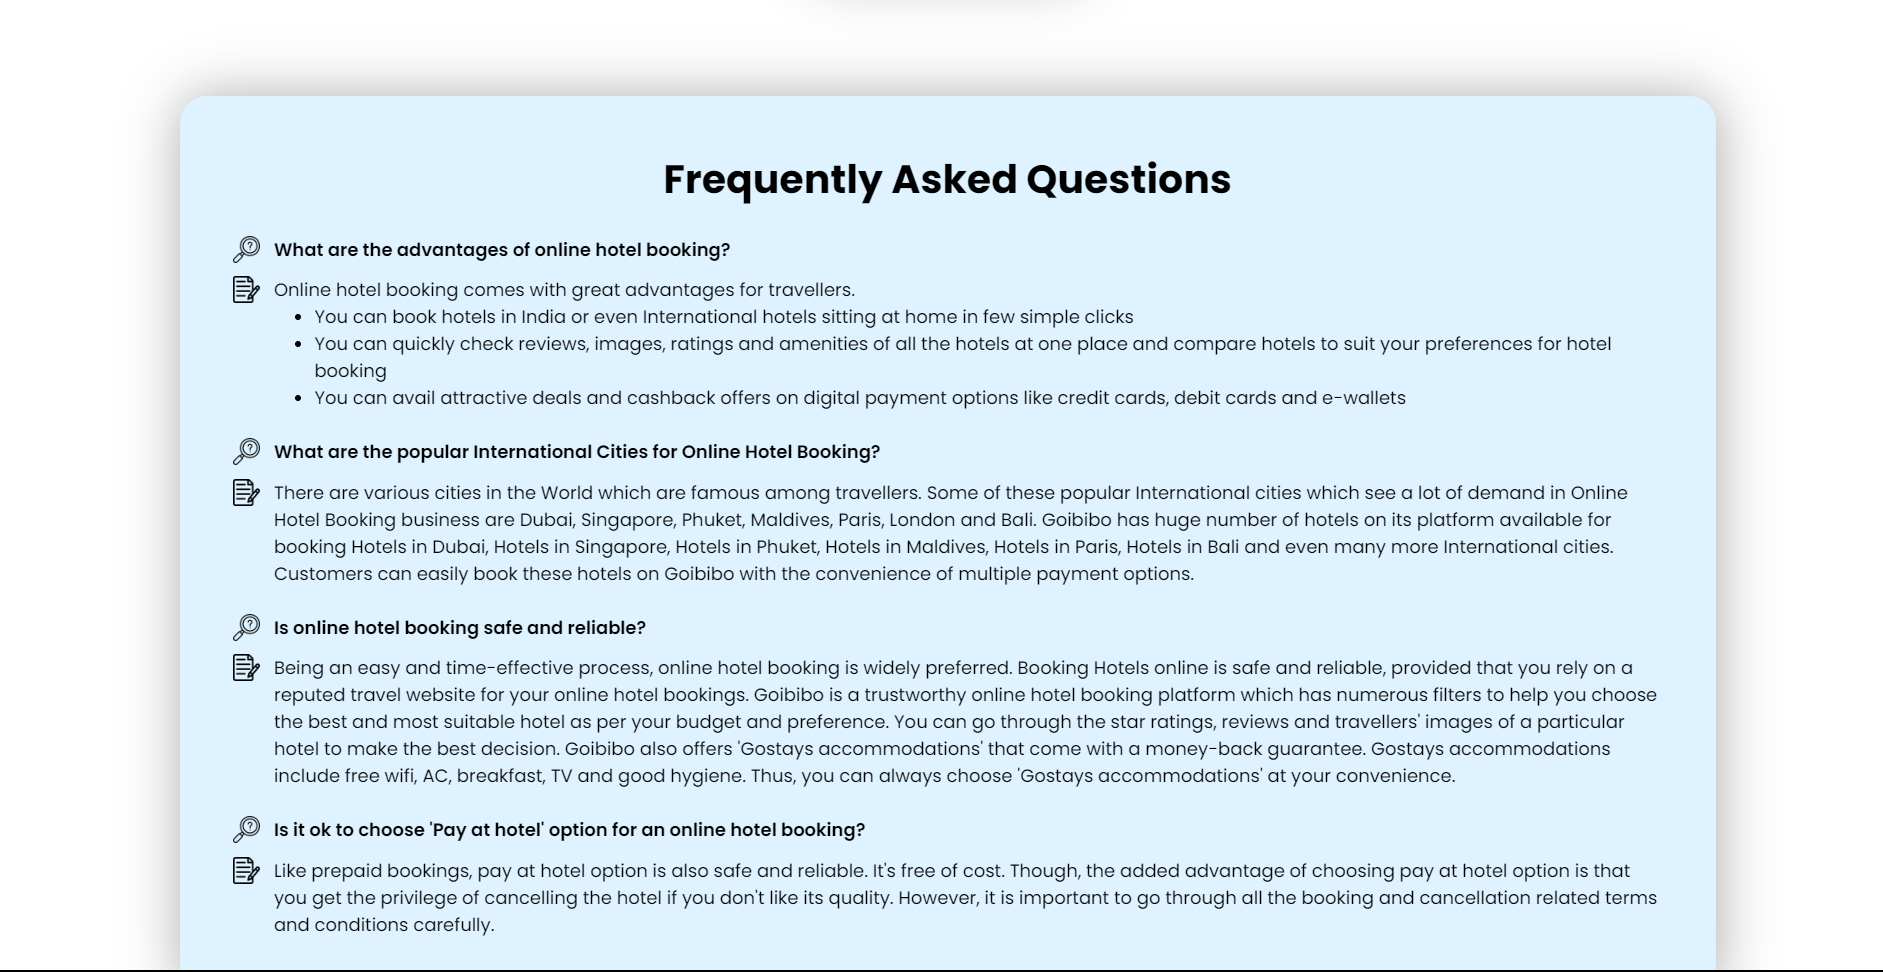 Frequently Asked Questions
What are the advantages of online hotel booking?
Online hotel booking comes with great advantages for travellers.
• You can book hotels in India or even International hotels sitting at home in few simple clicks
• You can quickly check reviews, images, ratings and amenities of all the hotels at one place and compare hotels to suit your preferences for hotel
booking
• You can avail attractive deals and cashback offers on digital payment options like credit cards, debit cards and e-wallets
What are the popular International Cities for Online Hotel Booking?
There are various cities in the World which are famous among travellers. Some of these popular International cities which see a lot of demand in Online
Hotel Booking business are Dubai, Singapore, Phuket, Maldives, Paris, London and Bali. Goibibo has huge number of hotels on its platform available for
booking Hotels in Dubai, Hotels in Singapore, Hotels in Phuket, Hotels in Maldives, Hotels in Paris, Hotels in Bali and even many more International cities.
Customers can easily book these hotels on Goibibo with the convenience of multiple payment options.
Is online hotel booking safe and reliable?
Being an easy and time-effective process, online hotel booking is widely preferred. Booking Hotels online is safe and reliable, provided that you rely on a
reputed travel website for your online hotel bookings. Goibibo is a trustworthy online hotel booking platform which has numerous filters to help you choose
the best and most suitable hotel as per your budget and preference. You can go through the star ratings, reviews and travellers' images of a particular
hotel to make the best decision. Goibibo also offers 'Gostays accommodations' that come with a money-back guarantee. Gostays accommodations
include free wifi, AC, breakfast, TV and good hygiene. Thus, you can always choose 'Gostays accommodations' at your convenience.
Is it ok to choose 'Pay at hotel' option for an online hotel booking?
Like prepaid bookings, pay at hotel option is also safe and reliable. It's free of cost. Though, the added advantage of choosing pay at hotel option is that
you get the privilege of cancelling the hotel if you don't like its quality. However, it is important to go through all the booking and cancellation related terms
and conditions carefully.